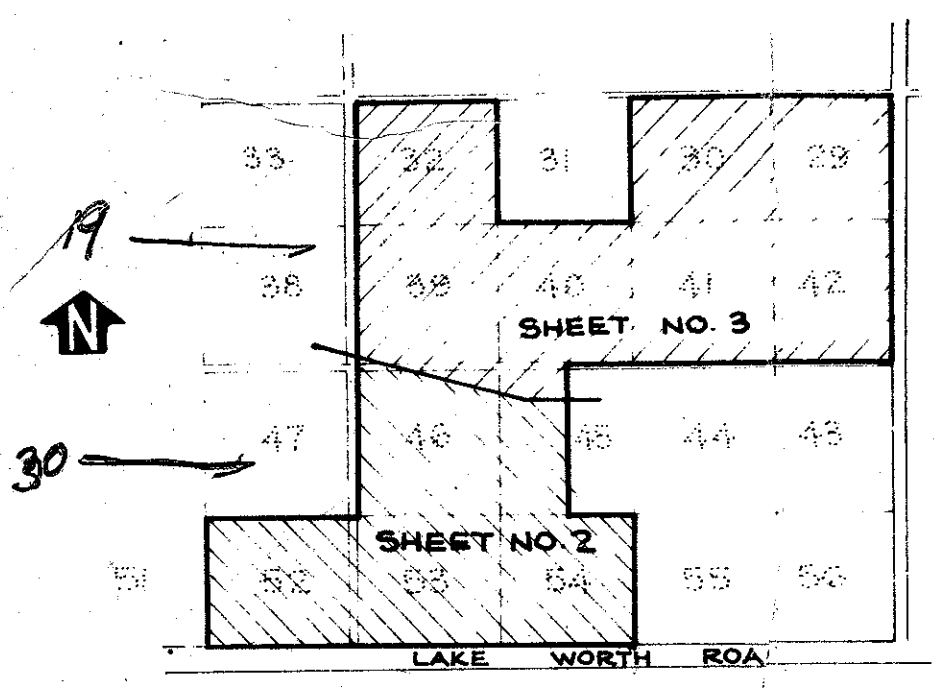 33 32 31 30 29
19
38 39 40 41 42
N
SHEET NO. 3
47 46 45 44 43
30
SHEET NO. 2
51 52 53 54 55 56
LAKE WORTH ROA